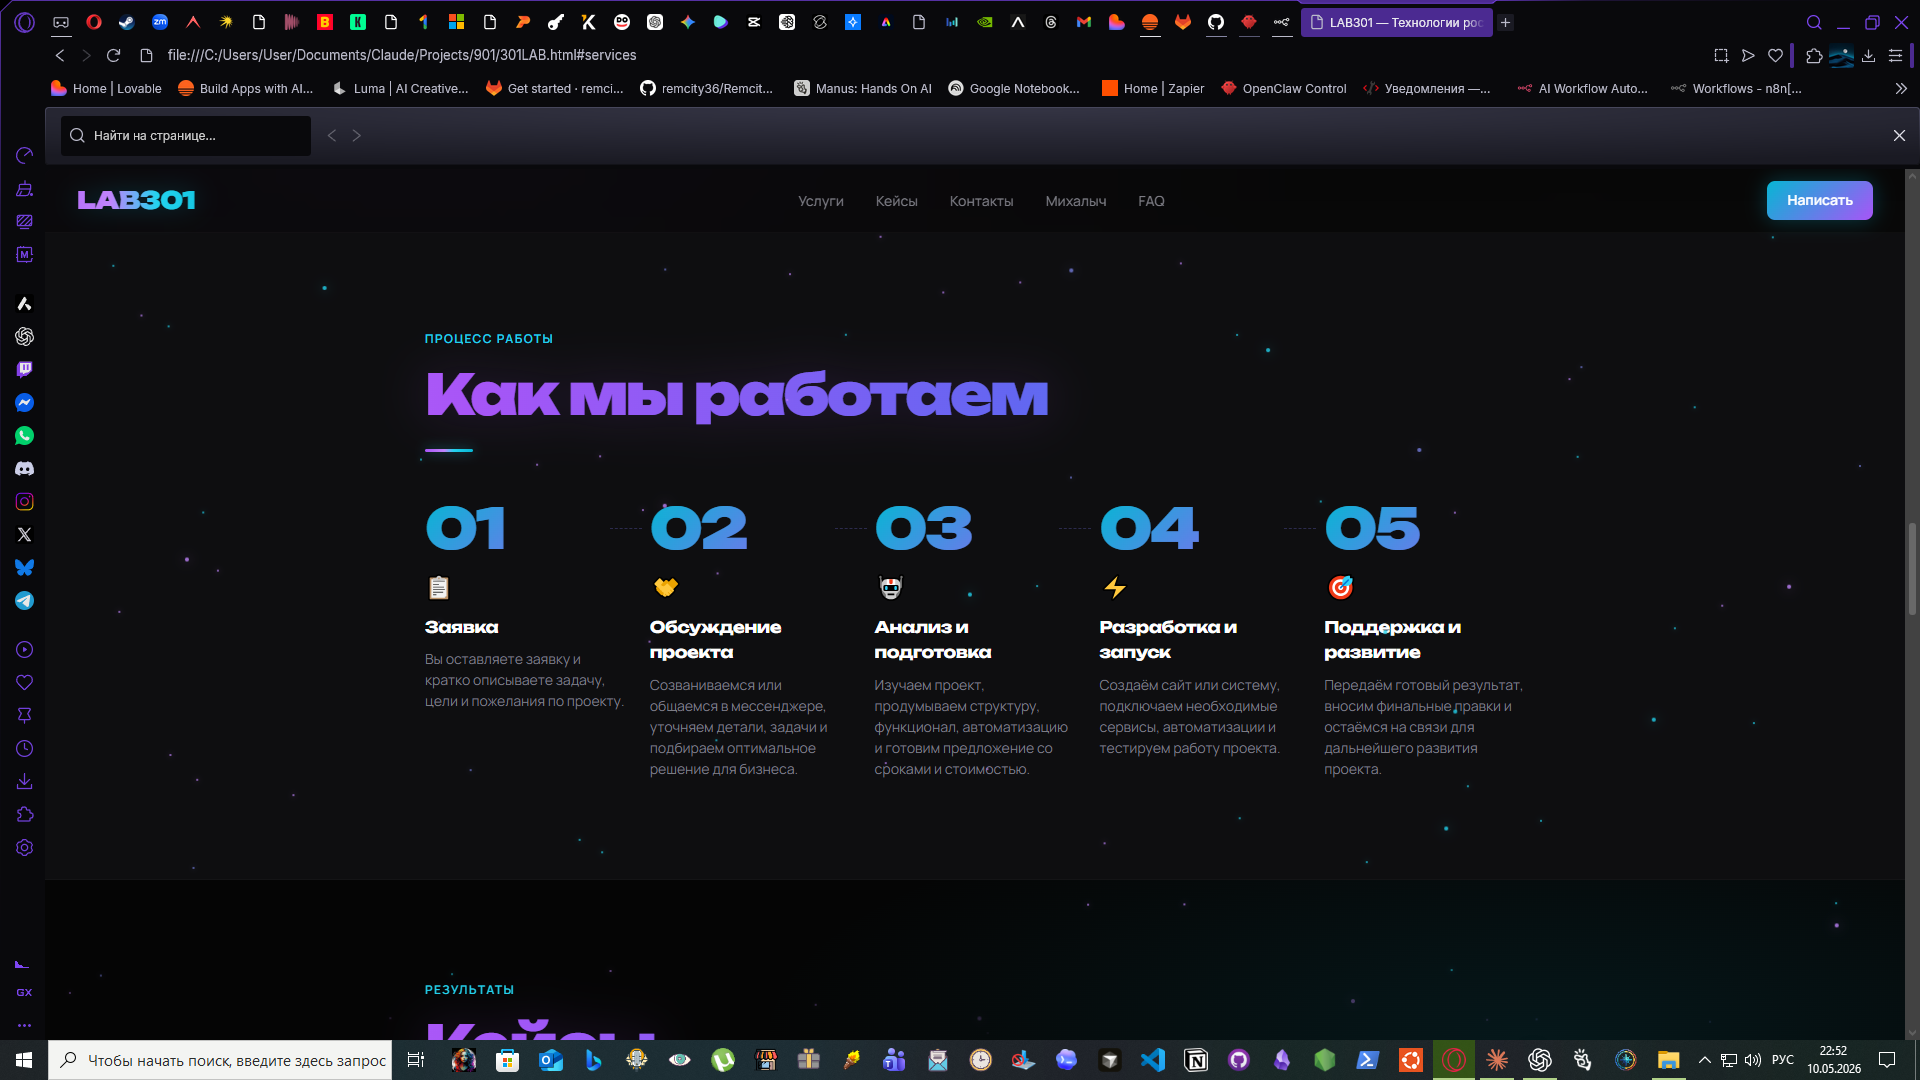 LAB301 — Технологии рос
file:///C:/Users/User/Documents/Claude/Projects/901/301LAB.html#services
Home | Lovable
Build Apps with AI...
Luma | AI Creative...
Get started · remci...
remcity36/Remcit...
Manus: Hands On AI
Google Notebook...
Home | Zapier
OpenClaw Control
Уведомления —...
AI Workflow Auto...
Workflows - n8n[...
Найти на странице...
LAB301
Услуги
Кейсы
Контакты
Михалыч
FAQ
Написать
ПРОЦЕСС РАБОТЫ
Как мы работаем
01
Заявка
Вы оставляете заявку и
кратко описываете задачу,
цели и пожелания по проекту.
02
Обсуждение
проекта
Созваниваемся или
общаемся в мессенджере,
уточняем детали, задачи и
подбираем оптимальное
решение для бизнеса.
03
Анализ и
подготовка
Изучаем проект,
продумываем структуру,
функционал, автоматизацию
и готовим предложение со
сроками и стоимостью.
04
Разработка и
запуск
Создаём сайт или систему,
подключаем необходимые
сервисы, автоматизации и
тестируем работу проекта.
05
Поддержка и
развитие
Передаём готовый результат,
вносим финальные правки и
остаёмся на связи для
дальнейшего развития
проекта.
РЕЗУЛЬТАТЫ
Кейсы
GX
Чтобы начать поиск, введите здесь запрос
РУС
22:52
10.05.2026